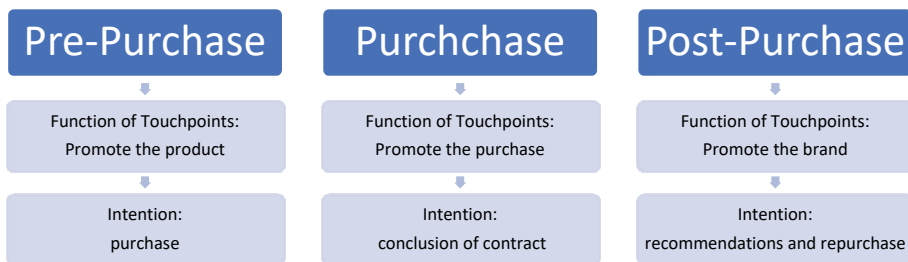 Pre-Purchase
Purchchase
Post-Purchase
Function of Touchpoints:
Promote the product
Function of Touchpoints:
Promote the purchase
Function of Touchpoints:
Promote the brand
Intention:
purchase
Intention:
conclusion of contract
Intention:
recommendations and repurchase